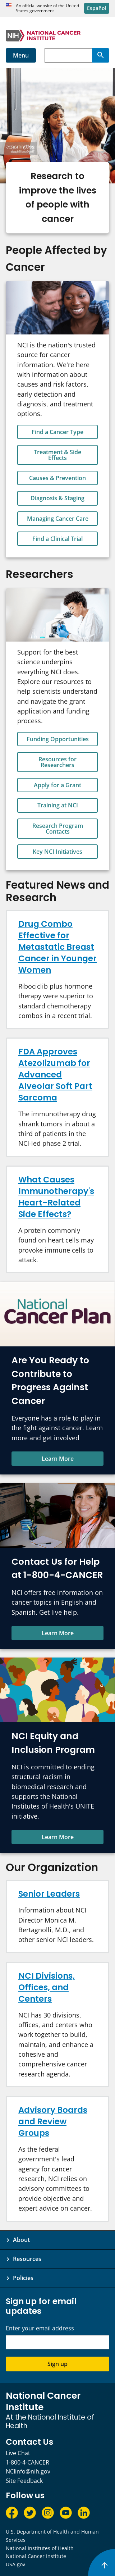 An official website of the United
States government
Español
NIH NATIONAL CANCER
INSTITUTE
Menu
Research to
improve the lives
of people with
cancer
People Affected by
Cancer
NCI is the nation's trusted
source for cancer
information. We're here
with information about
causes and risk factors,
early detection and
diagnosis, and treatment
options.
Find a Cancer Type
Treatment & Side
Effects
Causes & Prevention
Diagnosis & Staging
Managing Cancer Care
Find a Clinical Trial
Researchers
Support for the best
science underpins
everything NCI does.
Explore our resources to
help scientists understand
and navigate the grant
application and funding
process.
Funding Opportunities
Resources for
Researchers
Apply for a Grant
Training at NCI
Research Program
Contacts
Key NCI Initiatives
Featured News and
Research
Drug Combo
Effective for
Metastatic Breast
Cancer in Younger
Women
Ribociclib plus hormone
therapy were superior to
standard chemotherapy
combos in a recent trial.
FDA Approves
Atezolizumab for
Advanced
Alveolar Soft Part
Sarcoma
The immunotherapy drug
shrank tumors in about a
third of patients in the
NCI-led phase 2 trial.
What Causes
Immunotherapy's
Heart-Related
Side Effects?
A protein commonly
found on heart cells may
provoke immune cells to
attack.
National
Cancer Plan
Are You Ready to
Contribute to
Progress Against
Cancer
Everyone has a role to play in
the fight against cancer. Learn
more and get involved
Learn More
Contact Us for Help
at 1-800-4-CANCER
NCI offers free information on
cancer topics in English and
Spanish. Get live help.
Learn More
NCI Equity and
Inclusion Program
NCI is committed to ending
structural racism in
biomedical research and
supports the National
Institutes of Health's UNITE
initiative.
Learn More
Our Organization
Senior Leaders
Information about NCI
Director Monica M.
Bertagnolli, M.D., and
other senior NCI leaders.
NCI Divisions,
Offices, and
Centers
NCI has 30 divisions,
offices, and centers who
work together to build,
maintain, and enhance a
cohesive and
comprehensive cancer
research agenda.
Advisory Boards
and Review
Groups
As the federal
government's lead
agency for cancer
research, NCI relies on
advisory committees to
provide objective and
expert advice on cancer.
About
Resources
Policies
Sign up for email
updates
Enter your email address
Sign up
National Cancer
Institute
At the National Institute of
Health
Contact Us
Live Chat
1-800-4-CANCER
NCIinfo@nih.gov
Site Feedback
Follow us
U.S. Department of Health and Human
Services
National Institutes of Health
National Cancer Institute
USA.gov